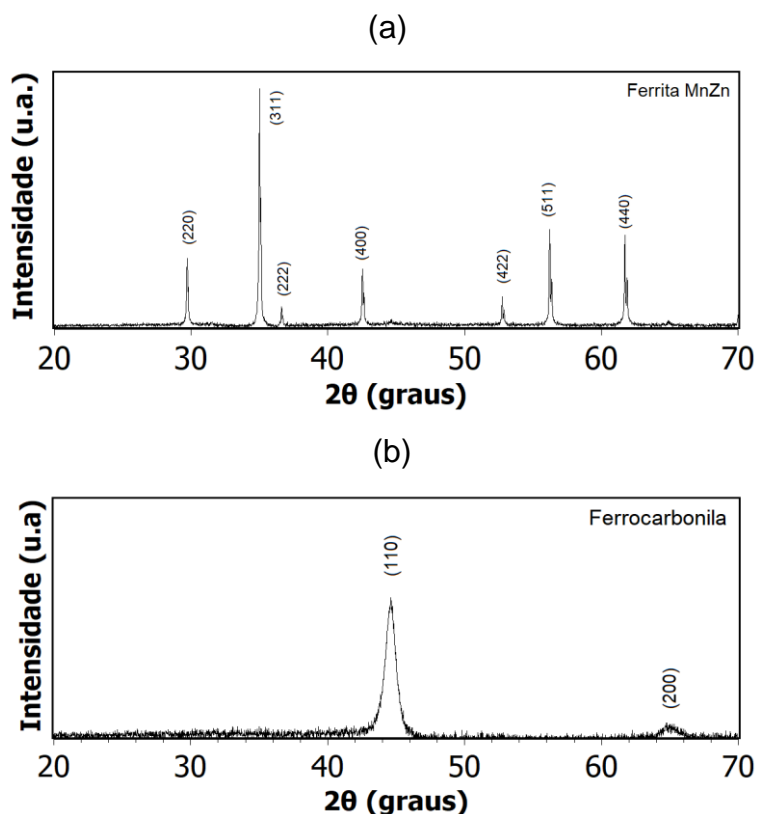 (a)
Ferrita MnZn
Intensidade (u.a.)
(220)
(311)
(222)
(400)
(422)
(511)
(440)
20 30 40 50 60 70
2θ (graus)
(b)
Ferrocarbonila
Intensidade (u.a)
(110)
(200)
20 30 40 50 60 70
2θ (graus)